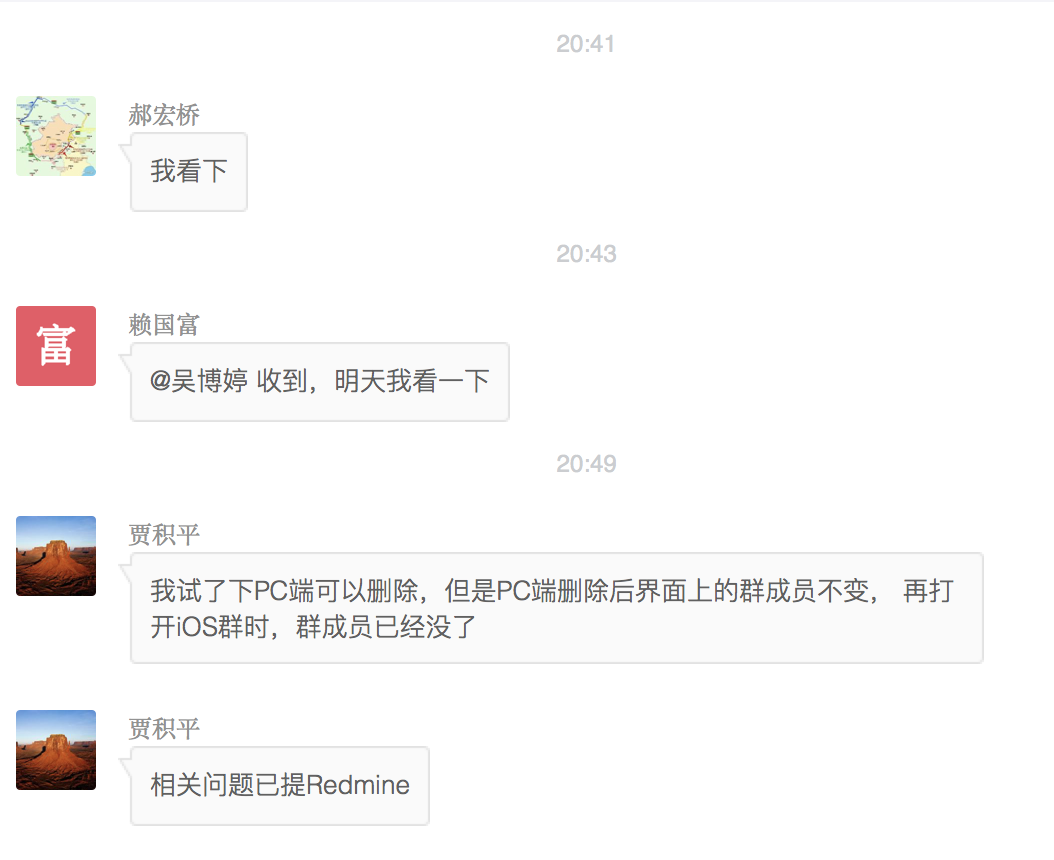 20:41
郝宏桥
我看下
20:43
富
赖国富
@吴博婷 收到，明天我看一下
20:49
贾积平
我试了下PC端可以删除，但是PC端删除后界面上的群成员不变， 再打
开iOS群时，群成员已经没了
贾积平
相关问题已提Redmine